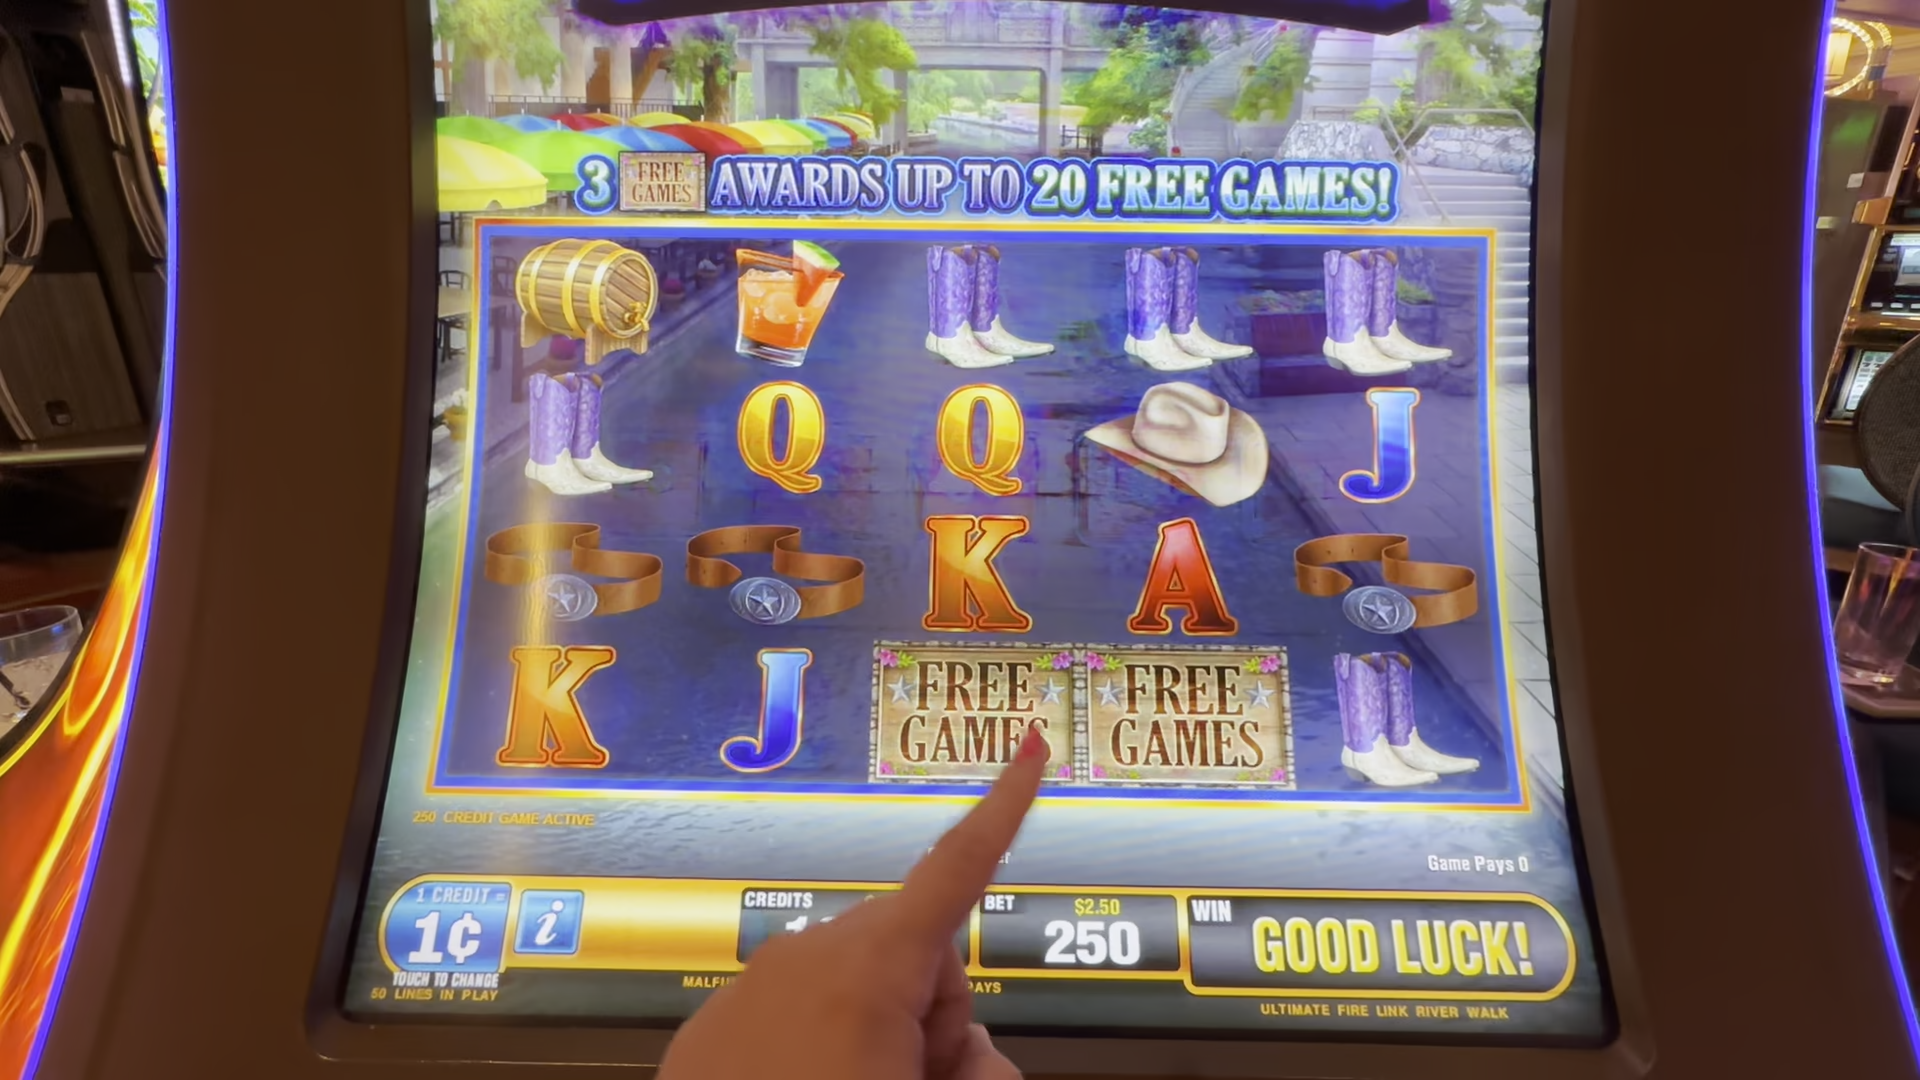 3 FREE GAMES AWARDS UP TO 20 FREE GAMES!
Q Q J
K A
K J FREE GAMES FREE GAMES
250 CREDIT GAME ACTIVE
Game Pays 0
1 CREDIT =
1¢
TOUCH TO CHANGE
50 LINES IN PLAY
i
CREDITS
BET $2.50
250
WIN
GOOD LUCK!
ULTIMATE FIRE LINK RIVER WALK